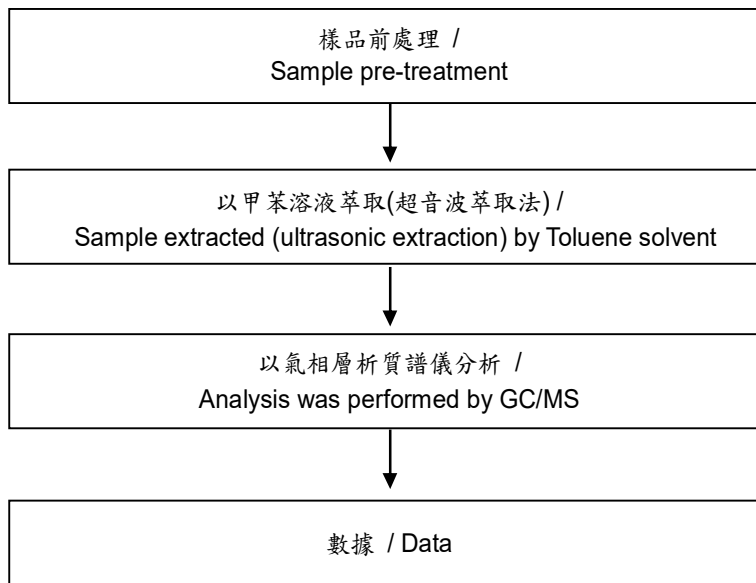 樣品前處理 /
Sample pre-treatment
以甲苯溶液萃取(超音波萃取法) /
Sample extracted (ultrasonic extraction) by Toluene solvent
以氣相層析質譜儀分析 /
Analysis was performed by GC/MS
數據 / Data